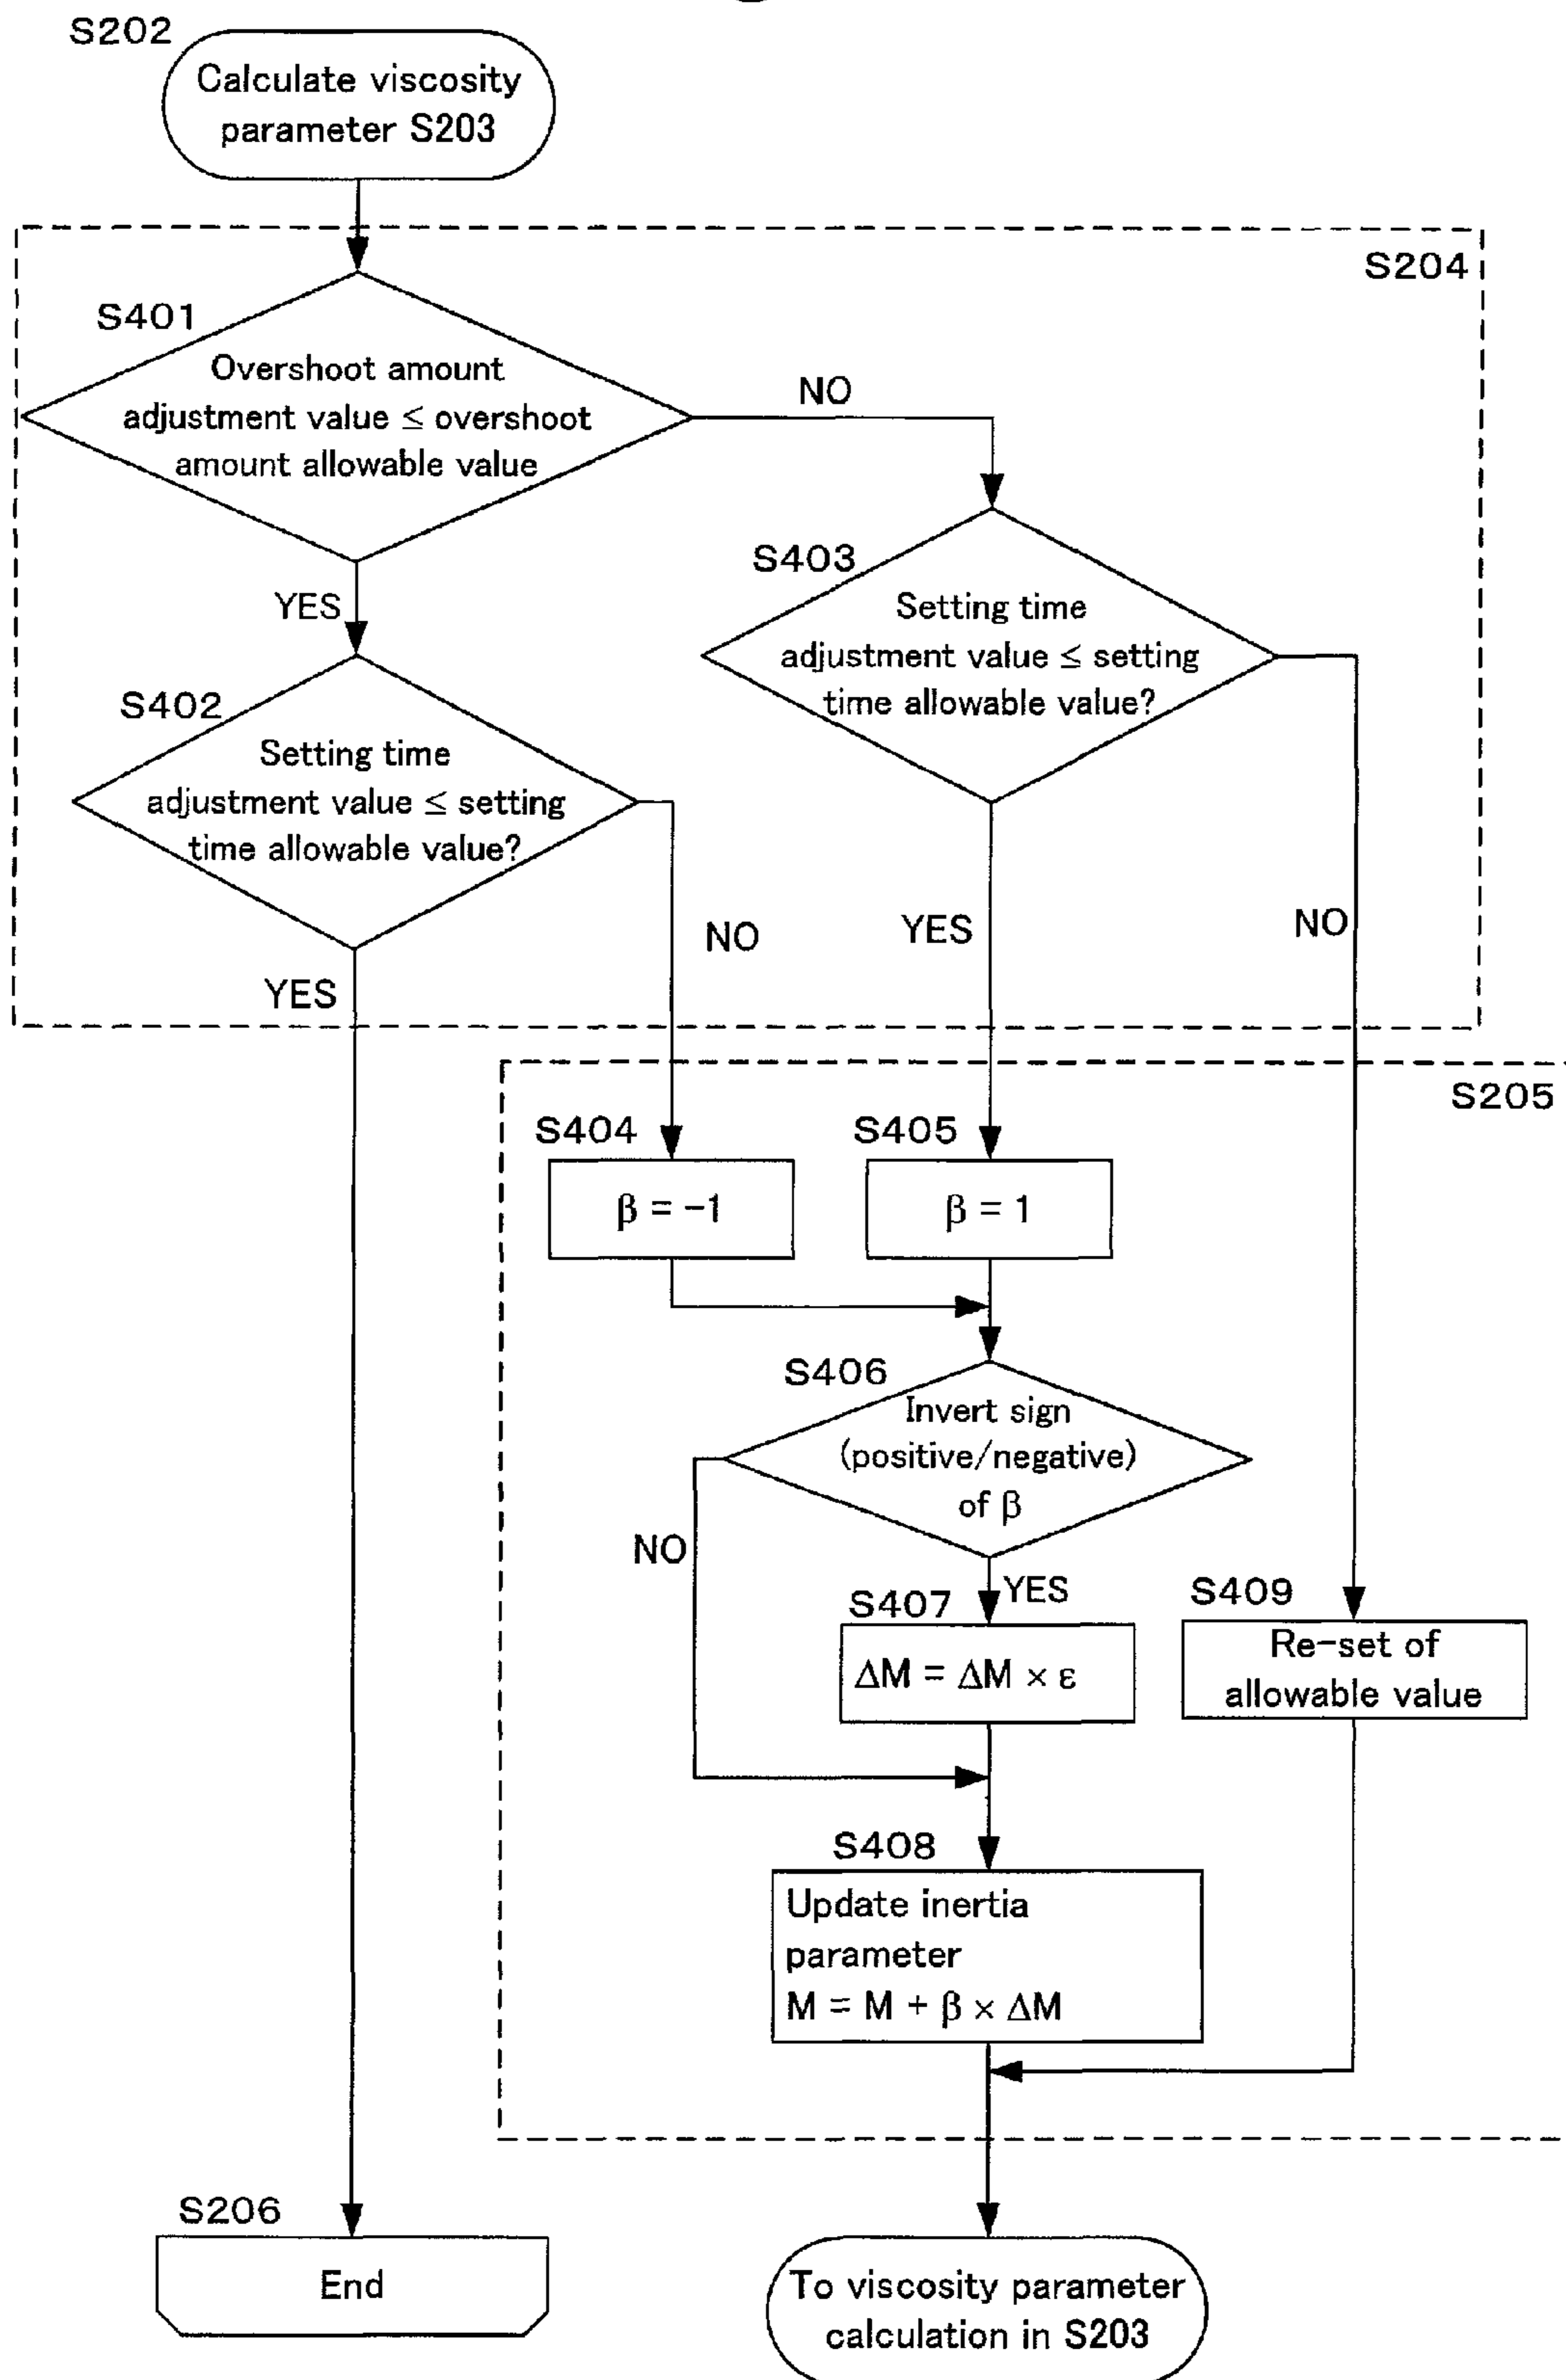 S202
Calculate viscosity
parameter S203
S204
S401
Overshoot amount
adjustment value ≤ overshoot
amount allowable value
NO
YES
S403
Setting time
adjustment value ≤ setting
time allowable value?
S402
Setting time
adjustment value ≤ setting
time allowable value?
NO
YES
NO
YES
S205
S404
β = -1
S405
β = 1
S406
Invert sign
(positive/negative)
of β
NO
YES
S407
ΔM = ΔM × ε
S409
Re-set of
allowable value
S408
Update inertia
parameter
M = M + β × ΔM
S206
End
To viscosity parameter
calculation in S203